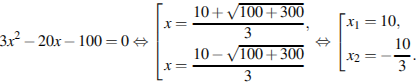 3x² − 20x − 100 = 0 ⇔ [ x = (10 + √(100 + 300))/3, x = (10 − √(100 + 300))/3 ⇔ [ x₁ = 10, x₂ = −10/3.